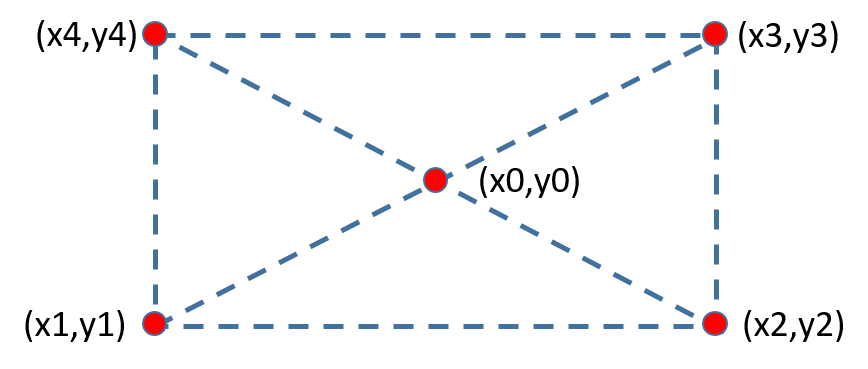 (x4,y4)
(x3,y3)
(x0,y0)
(x1,y1)
(x2,y2)